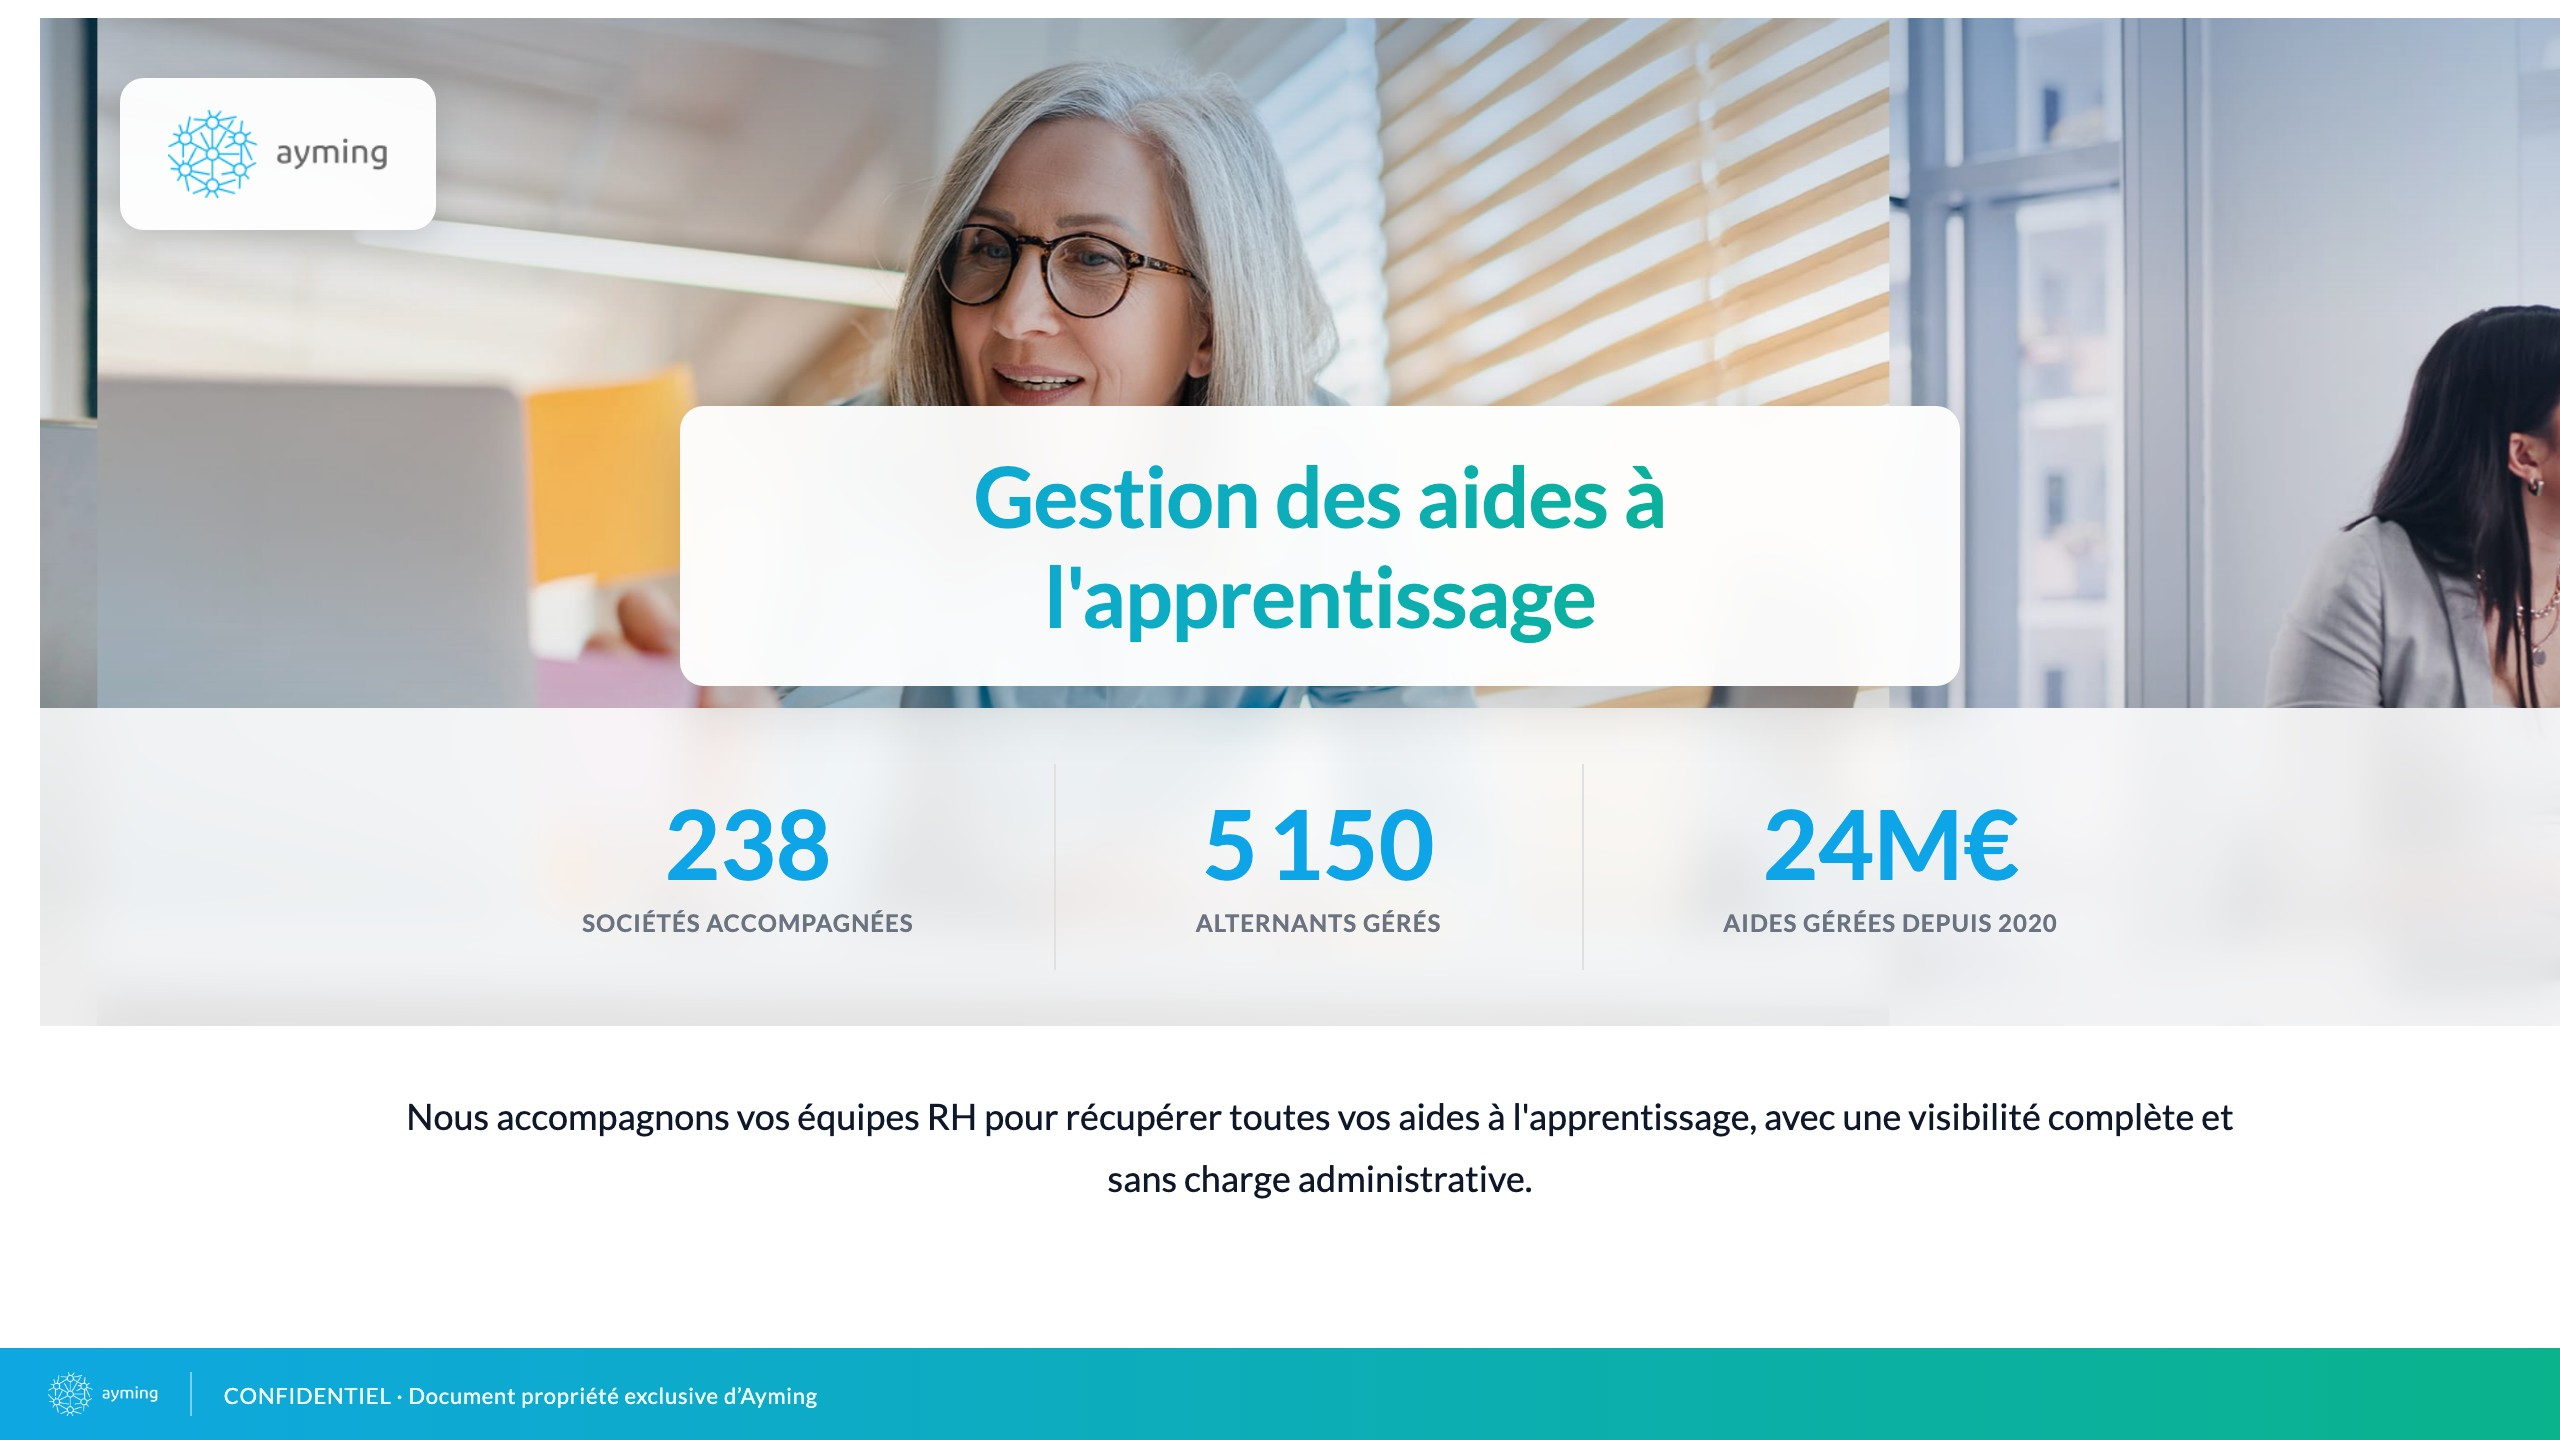 ayming
Gestion des aides à
l'apprentissage
238
SOCIÉTÉS ACCOMPAGNÉES
5 150
ALTERNANTS GÉRÉS
24M€
AIDES GÉRÉES DEPUIS 2020
Nous accompagnons vos équipes RH pour récupérer toutes vos aides à l'apprentissage, avec une visibilité complète et
sans charge administrative.
ayming
CONFIDENTIEL · Document propriété exclusive d’Ayming